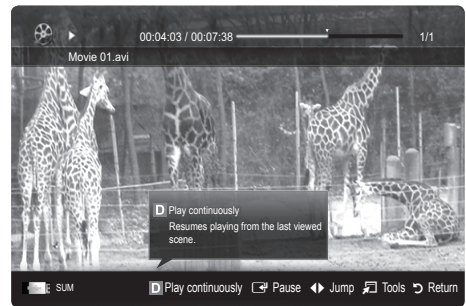 00:04:03 / 00:07:38 1/1
Movie 01.avi
D Play continuously
Resumes playing from the last viewed
scene.
SUM D Play continuously Pause Jump Tools Return